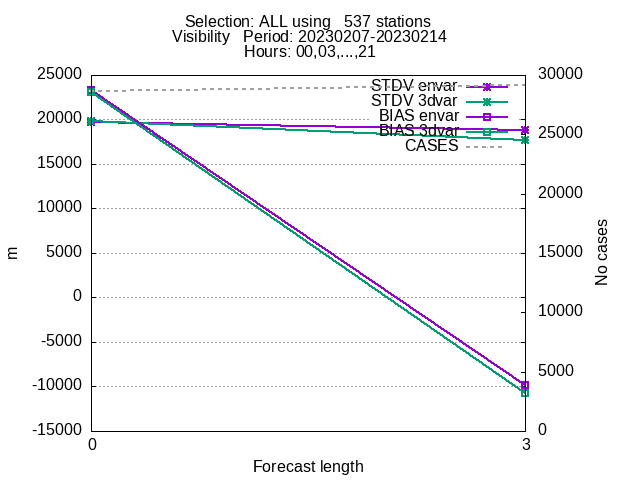 Selection: ALL using   537 stations
Visibility   Period: 20230207-20230214
Hours: 00,03,...,21
25000
20000
15000
10000
5000
0
-5000
-10000
-15000
m
STDV envar
STDV 3dvar
BIAS envar
BIAS 3dvar
CASES
30000
25000
20000
15000
10000
5000
0
No cases
0
3
Forecast length